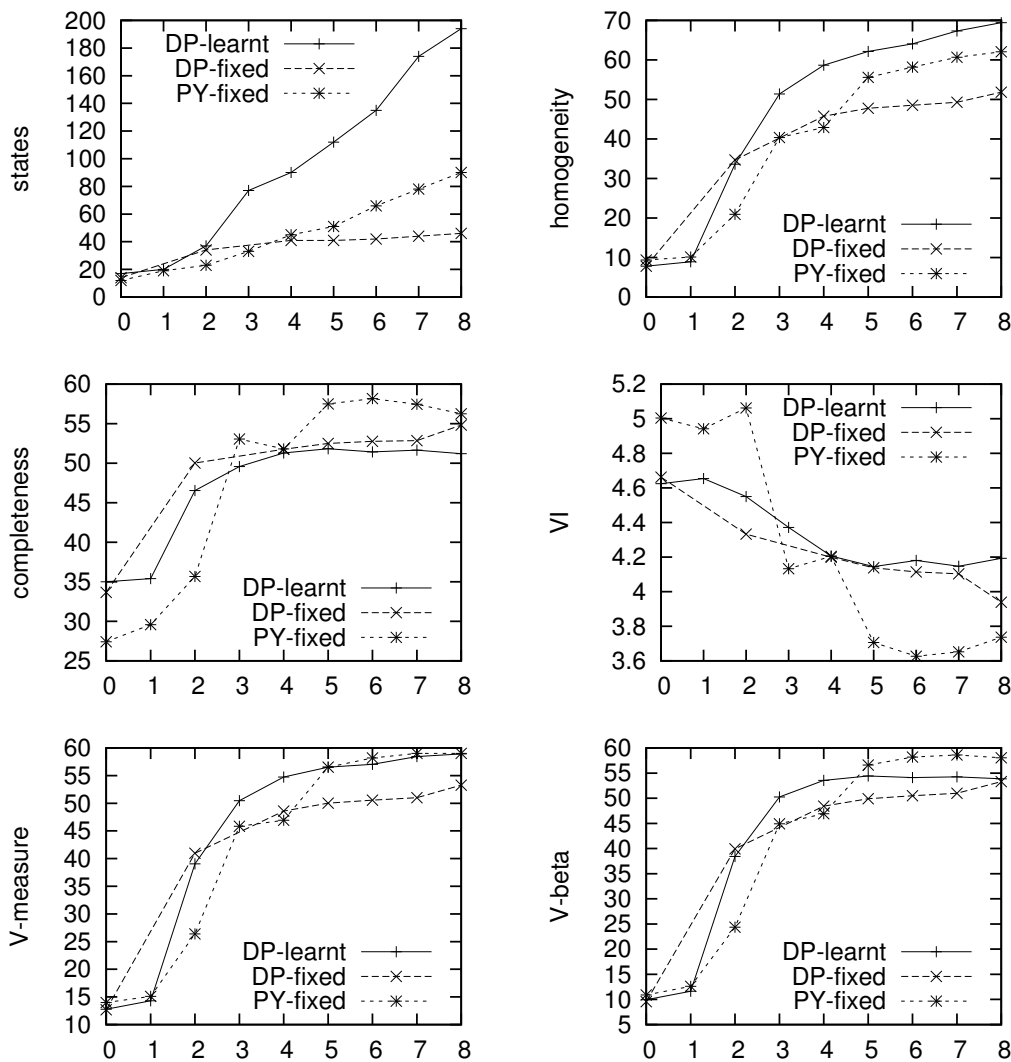 states
200
180
160
140
120
100
80
60
40
20
0
DP-learnt
DP-fixed
PY-fixed
0 1 2 3 4 5 6 7 8
homogeneity
70
60
50
40
30
20
10
0
DP-learnt
DP-fixed
PY-fixed
0 1 2 3 4 5 6 7 8
completeness
60
55
50
45
40
35
30
25
DP-learnt
DP-fixed
PY-fixed
0 1 2 3 4 5 6 7 8
VI
5.2
5
4.8
4.6
4.4
4.2
4
3.8
3.6
DP-learnt
DP-fixed
PY-fixed
0 1 2 3 4 5 6 7 8
V-measure
60
55
50
45
40
35
30
25
20
15
10
DP-learnt
DP-fixed
PY-fixed
0 1 2 3 4 5 6 7 8
V-beta
60
55
50
45
40
35
30
25
20
15
10
5
DP-learnt
DP-fixed
PY-fixed
0 1 2 3 4 5 6 7 8